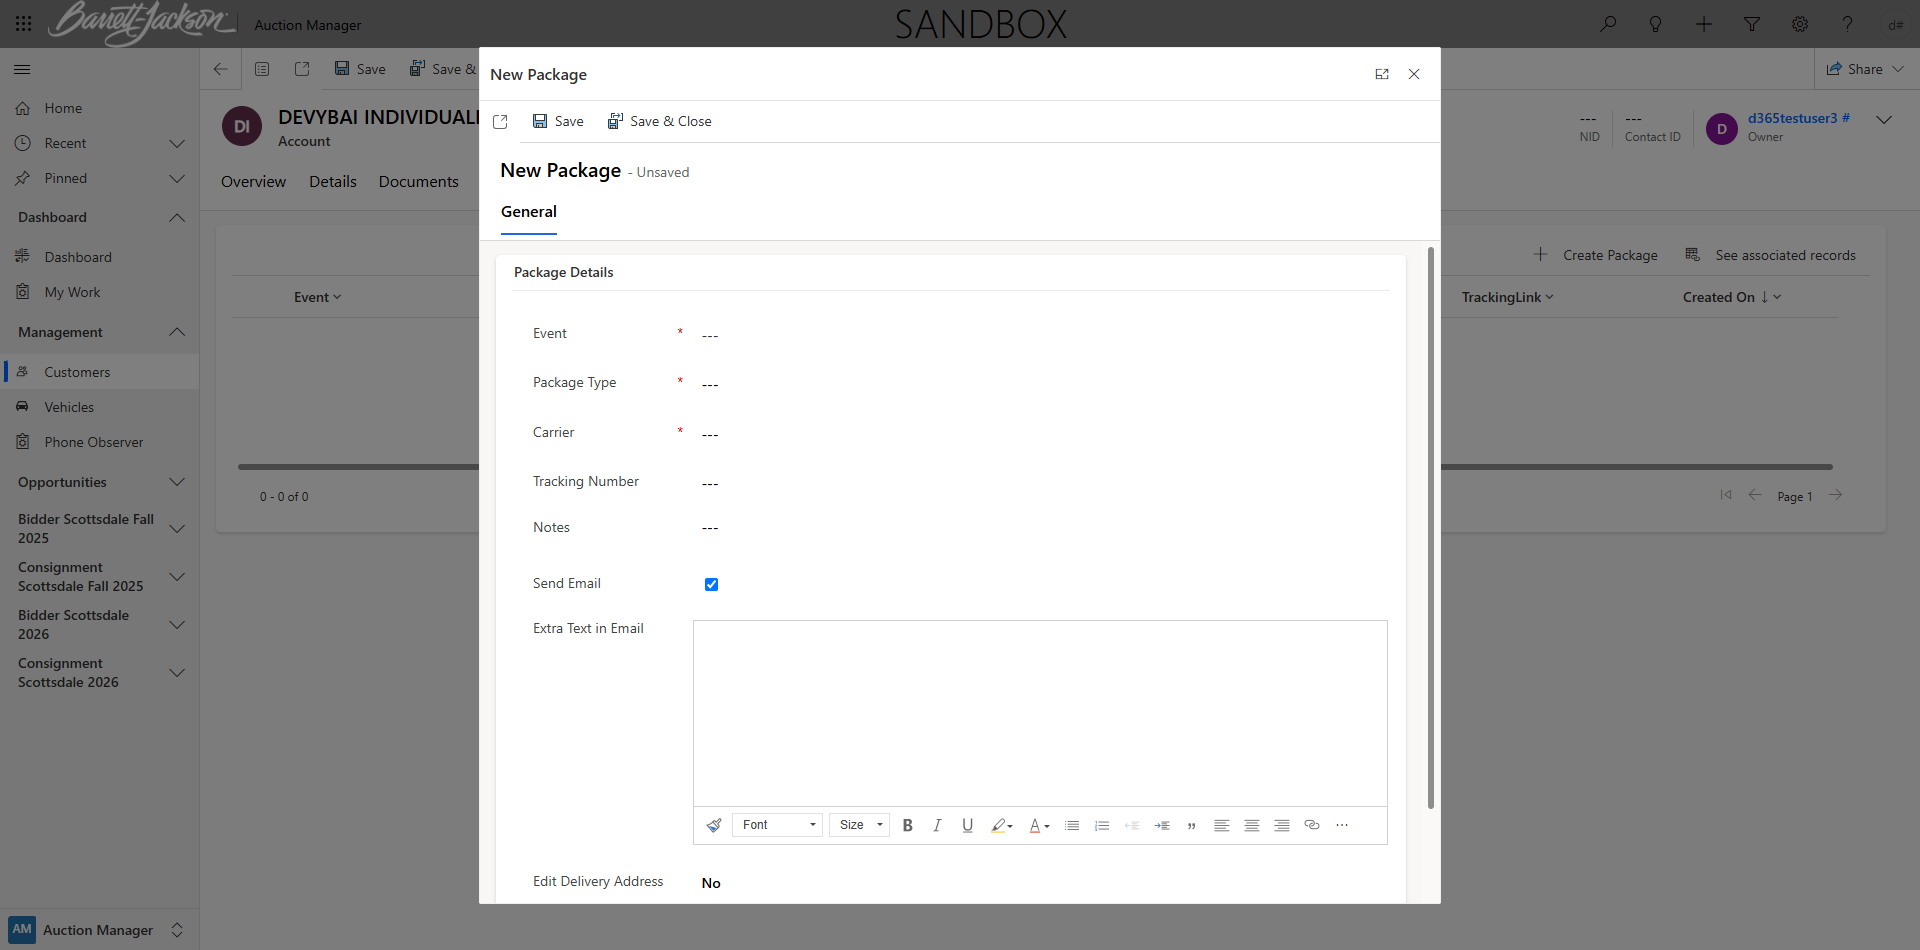 Barrett-Jackson
Auction Manager
SANDBOX
d#
Home
Recent
Pinned
Dashboard
Dashboard
My Work
Management
Customers
Vehicles
Phone Observer
Opportunities
Bidder Scottsdale Fall
2025
Consignment
Scottsdale Fall 2025
Bidder Scottsdale
2026
Consignment
Scottsdale 2026
AM Auction Manager
Save Save &
Share
DI
DEVYBAI INDIVIDUAL
Account
--- NID
--- Contact ID
D
d365testuser3 #
Owner
Overview Details Documents
Create Package See associated records
Event TrackingLink Created On
0 - 0 of 0
Page 1
New Package
Save Save & Close
New Package - Unsaved
General
Package Details
Event * ---
Package Type * ---
Carrier * ---
Tracking Number ---
Notes ---
Send Email
Extra Text in Email
Font Size B I U A
Edit Delivery Address No